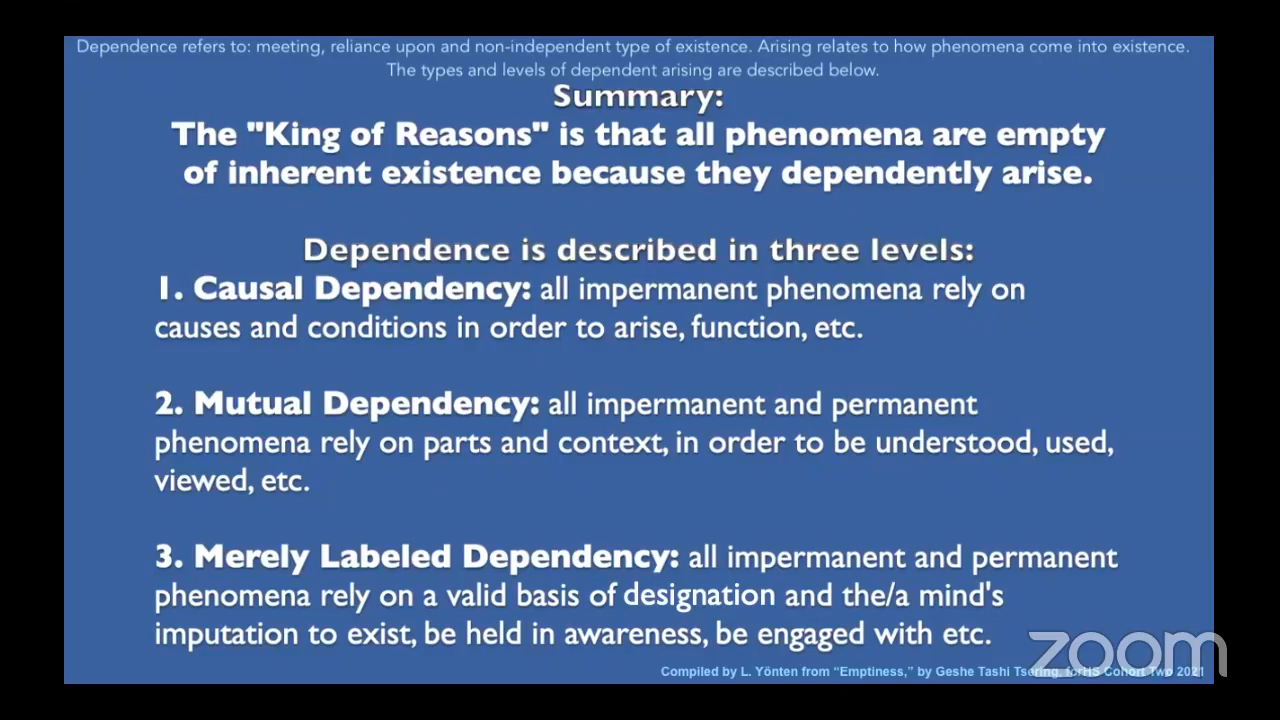 Dependence refers to: meeting, reliance upon and non-independent type of existence. Arising relates to how phenomena come into existence.
The types and levels of dependent arising are described below.
Summary:
The "King of Reasons" is that all phenomena are empty
of inherent existence because they dependently arise.
Dependence is described in three levels:
1. Causal Dependency: all impermanent phenomena rely on
causes and conditions in order to arise, function, etc.
2. Mutual Dependency: all impermanent and permanent
phenomena rely on parts and context, in order to be understood, used,
viewed, etc.
3. Merely Labeled Dependency: all impermanent and permanent
phenomena rely on a valid basis of designation and the/a mind's
imputation to exist, be held in awareness, be engaged with etc.
zoom
Compiled by L. Yönten from “Emptiness,” by Geshe Tashi Tsering, forHS Cohort Two 2021